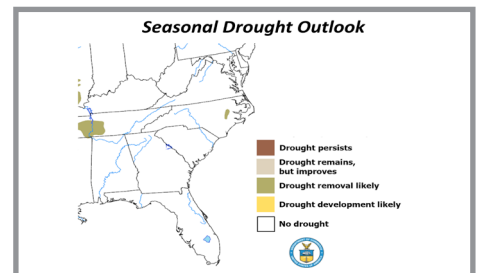 Seasonal Drought Outlook
Drought persists
Drought remains,
but improves
Drought removal likely
Drought development likely
No drought